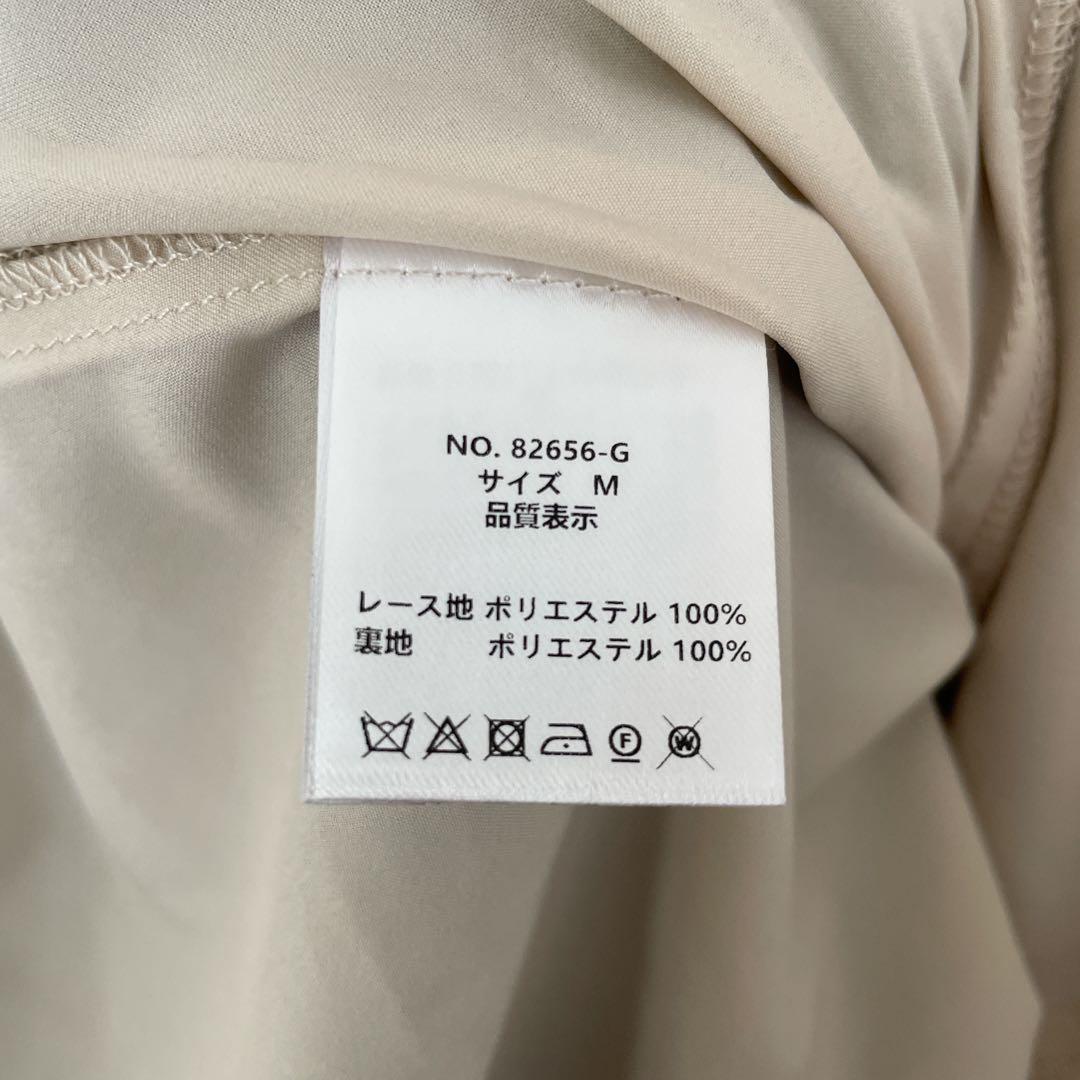 NO. 82656-G
サイズ M
品質表示
レース地 ポリエステル 100%
裏地 ポリエステル 100%
F W